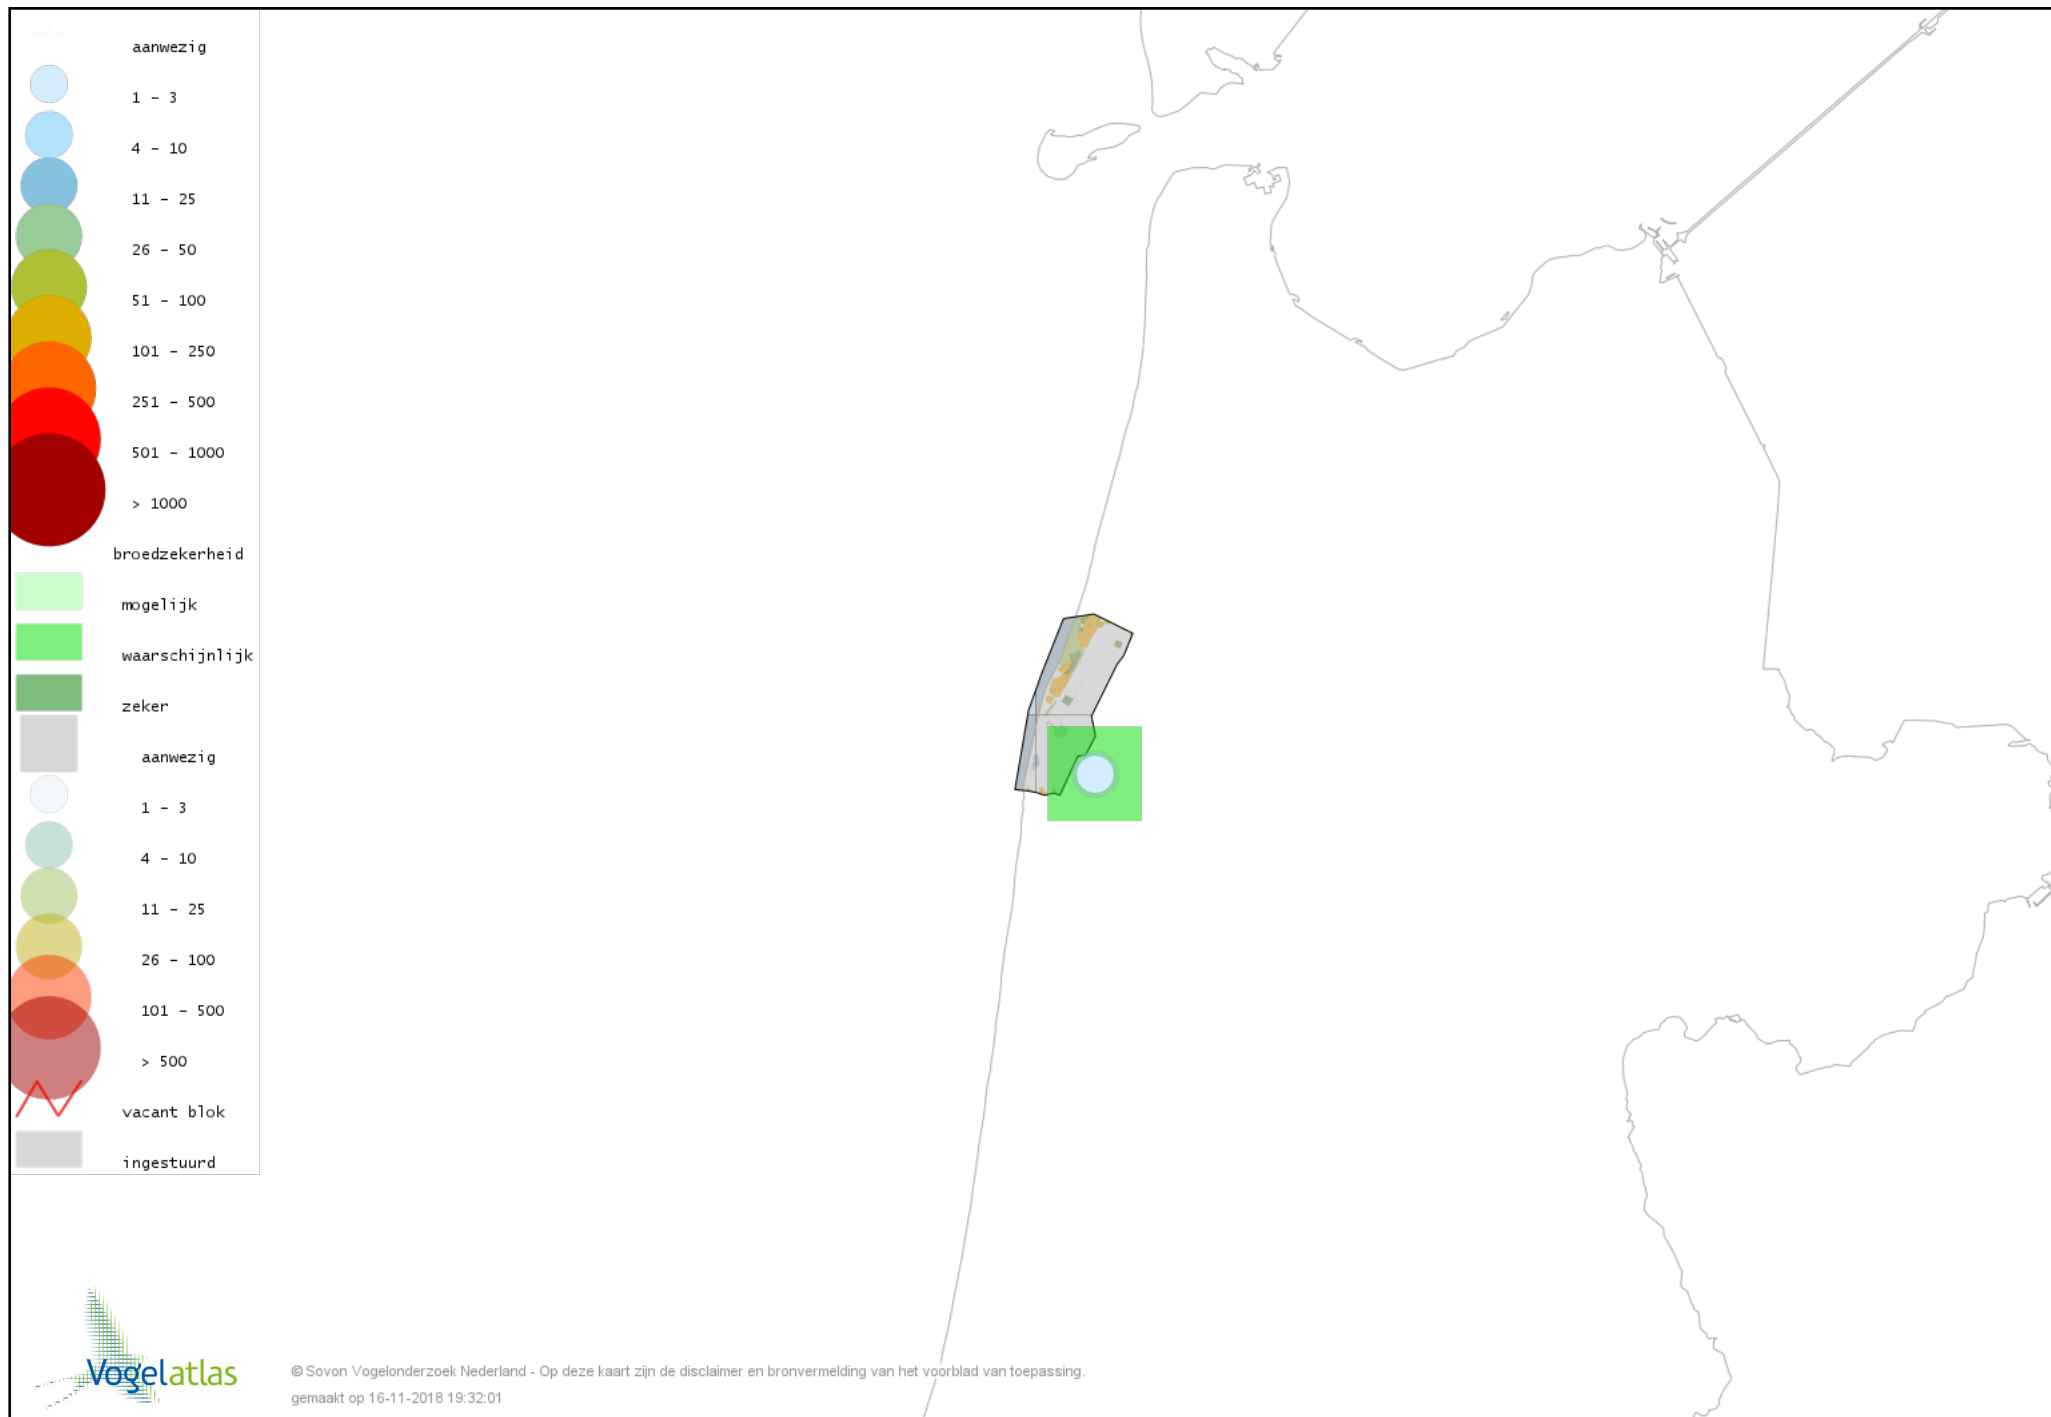 aanwezig
1 - 3
4 - 10
11 - 25
26 - 50
51 - 100
101 - 250
251 - 500
501 - 1000
> 1000
broedzekerheid
mogelijk
waarschijnlijk
zeker
aanwezig
1 - 3
4 - 10
11 - 25
26 - 100
101 - 500
> 500
vacant blok
ingestuurd
Vogelatlas
© Sovon Vogelonderzoek Nederland - Op deze kaart zijn de disclaimer en bronvermelding van het voorblad van toepassing.
gemaakt op 16-11-2018 19:32:01